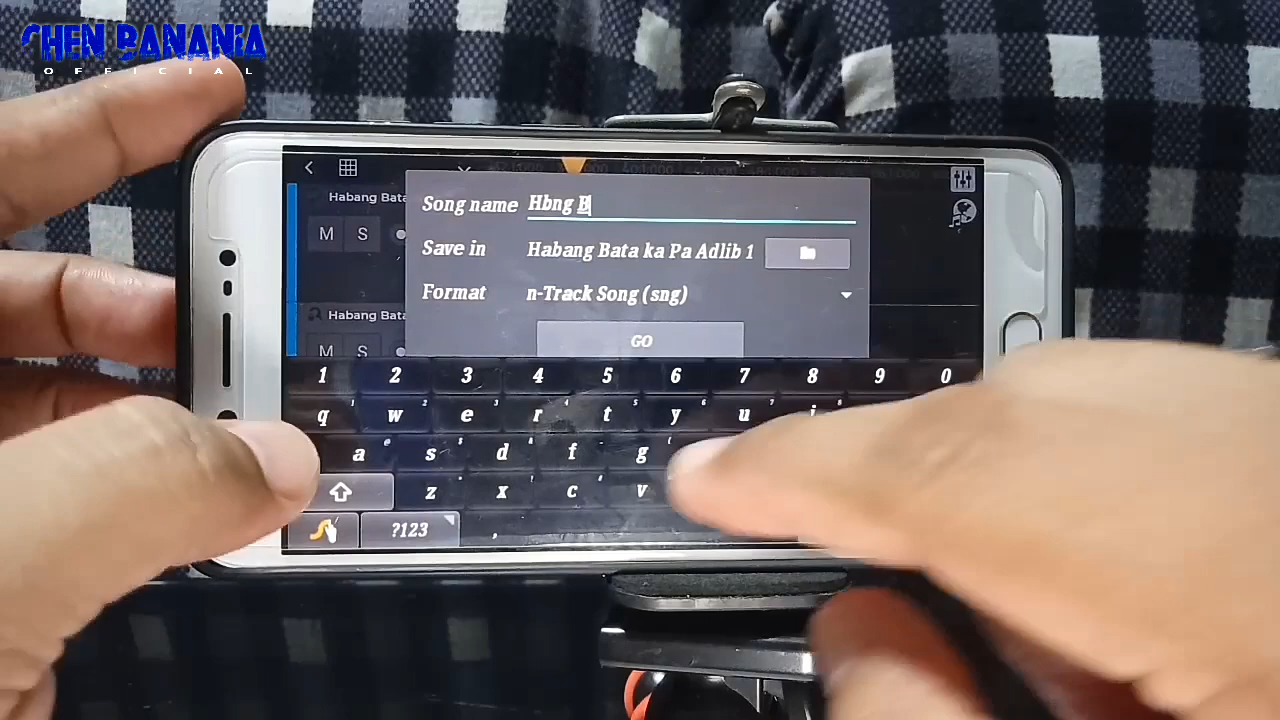 CHEN BANANIA
OFFICIAL
Habang Bata
M S
Song name Hbng B
Save in Habang Bata ka Pa Adlib 1
Format n-Track Song (sng)
GO
Habang Bata
M S
1 2 3 4 5 6 7 8 9 0
q w e r t y u i
a s d f g
z x c v
?123 ,